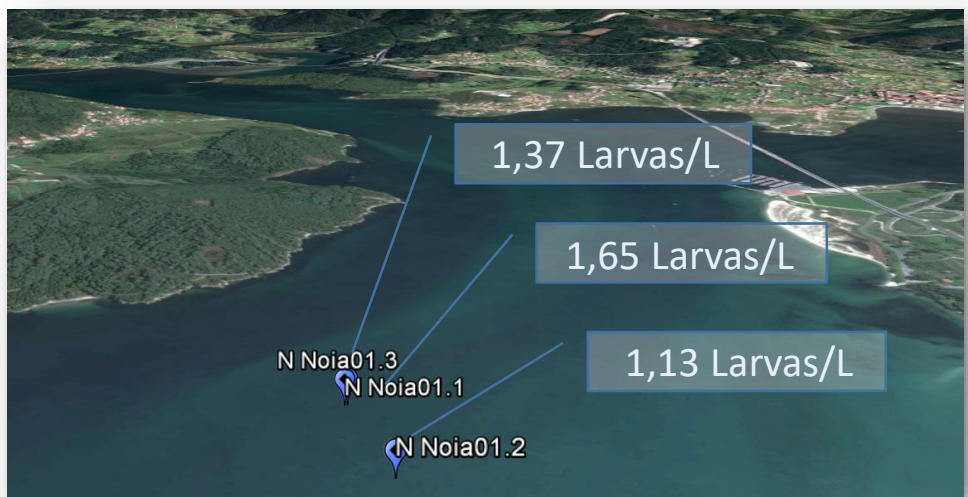 1,37 Larvas/L
1,65 Larvas/L
N Noia01.3
1,13 Larvas/L
N Noia01.1
N Noia01.2